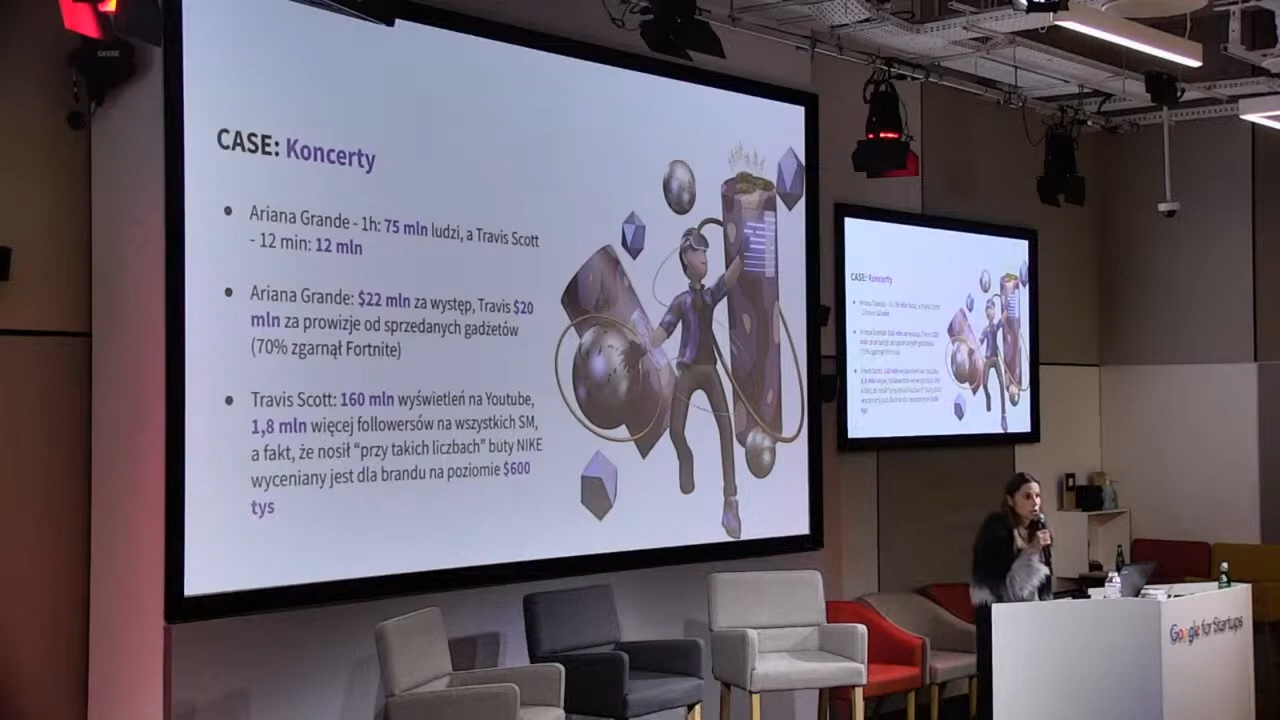 CASE: Koncerty
Ariana Grande - 1h: 75 mln ludzi, a Travis Scott
- 12 min: 12 mln
Ariana Grande: $22 mln za występ, Travis $20
mln za prowizje od sprzedanych gadżetów
(70% zgarnął Fortnite)
Travis Scott: 160 mln wyświetleń na Youtube,
1,8 mln więcej followersów na wszystkich SM,
a fakt, że nosił “przy takich liczbach” buty NIKE
wyceniany jest dla brandu na poziomie $600
tys
CASE: Koncerty
Google for Startups